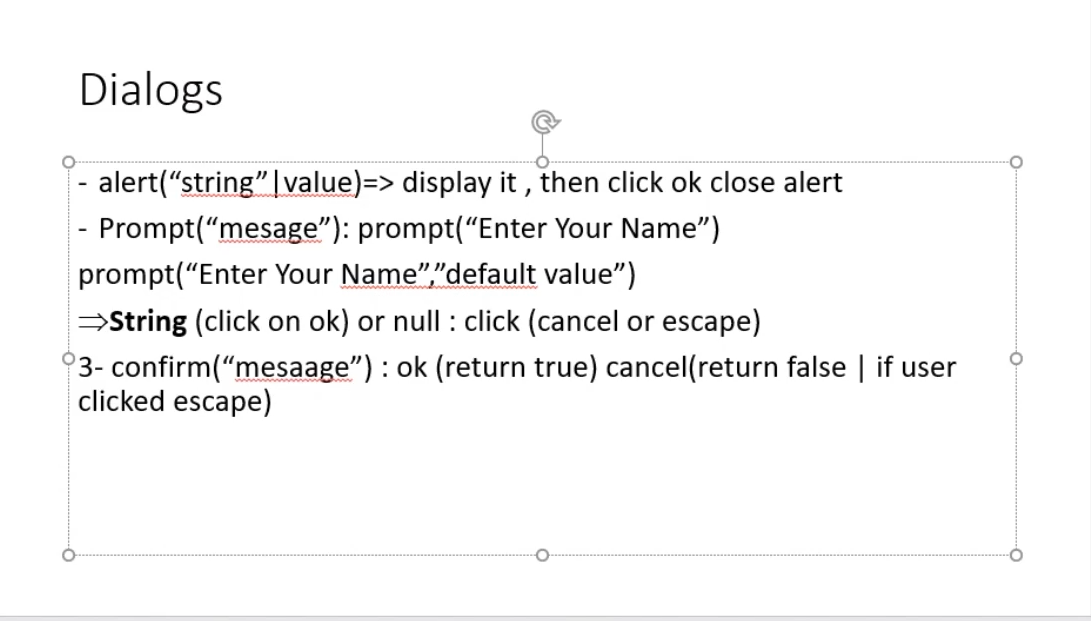 Dialogs
- alert(“string”|value)=> display it , then click ok close alert
- Prompt(“mesage”): prompt(“Enter Your Name”)
prompt(“Enter Your Name”,”default value”)
⇒String (click on ok) or null : click (cancel or escape)
3- confirm(“mesaage”) : ok (return true) cancel(return false | if user
clicked escape)